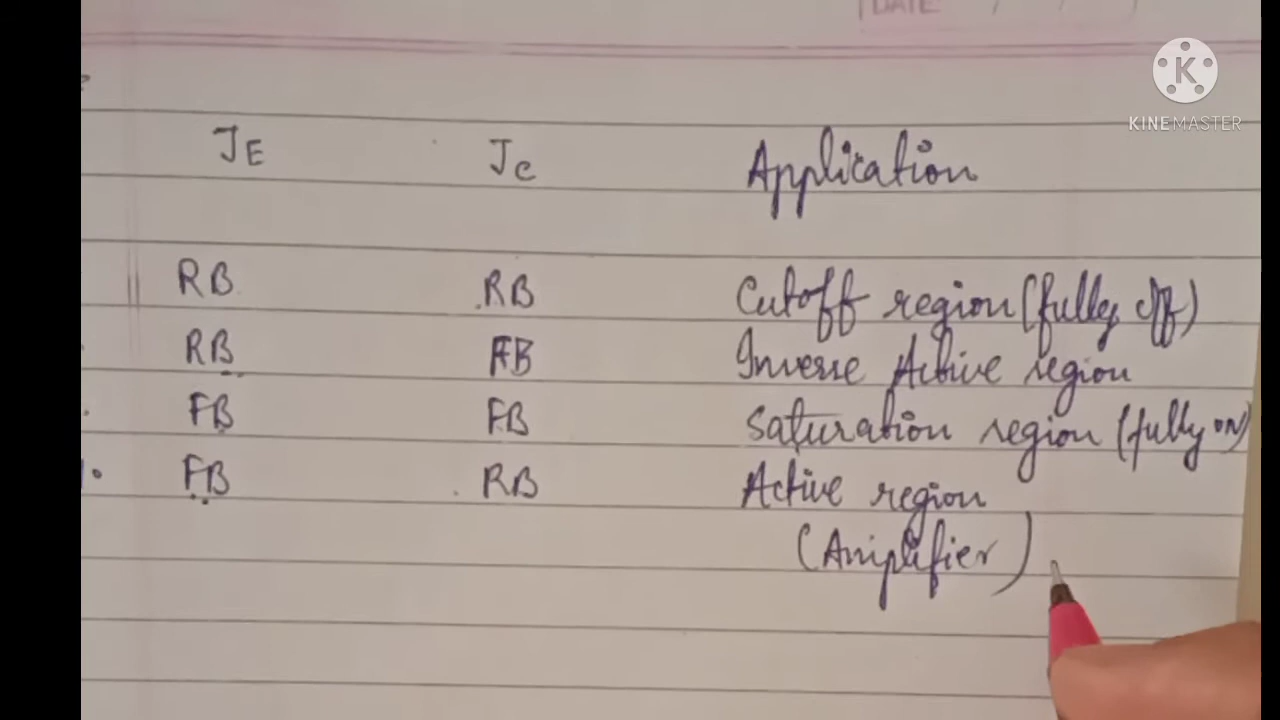 DATE / /
KINEMASTER
JE JC Application
RB RB Cutoff region (fully off)
RB FB Inverse Active region
FB FB Saturation region (fully on)
FB RB Active region
(Amplifier)